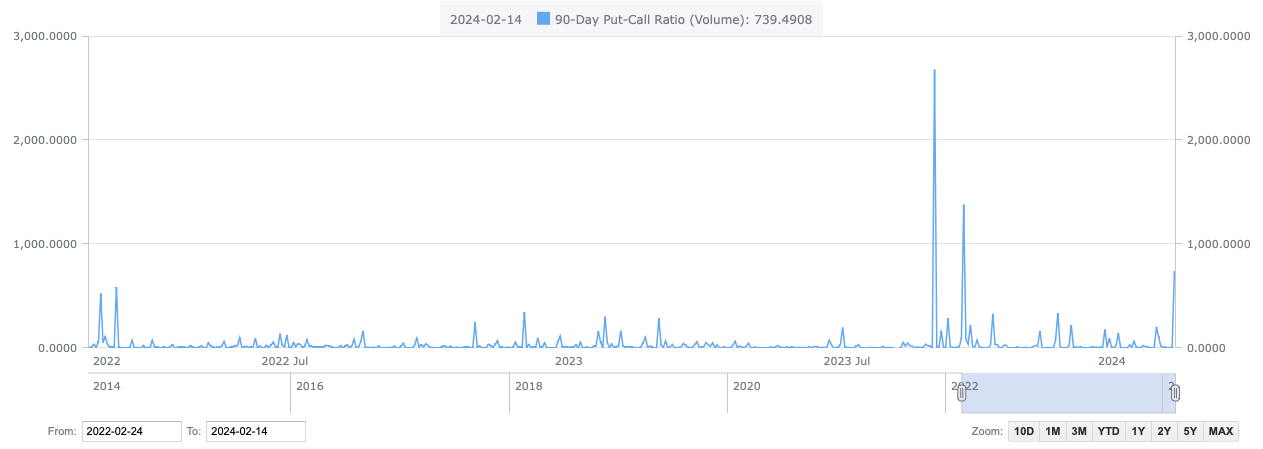 2024-02-14 90-Day Put-Call Ratio (Volume): 739.4908
3,000.0000 3,000.0000
2,000.0000 2,000.0000
1,000.0000 1,000.0000
0.0000 0.0000
2022 2022 Jul 2023 2023 Jul 2024
2014 2016 2018 2020 2022
From: 2022-02-24 To: 2024-02-14 Zoom: 10D 1M 3M YTD 1Y 2Y 5Y MAX